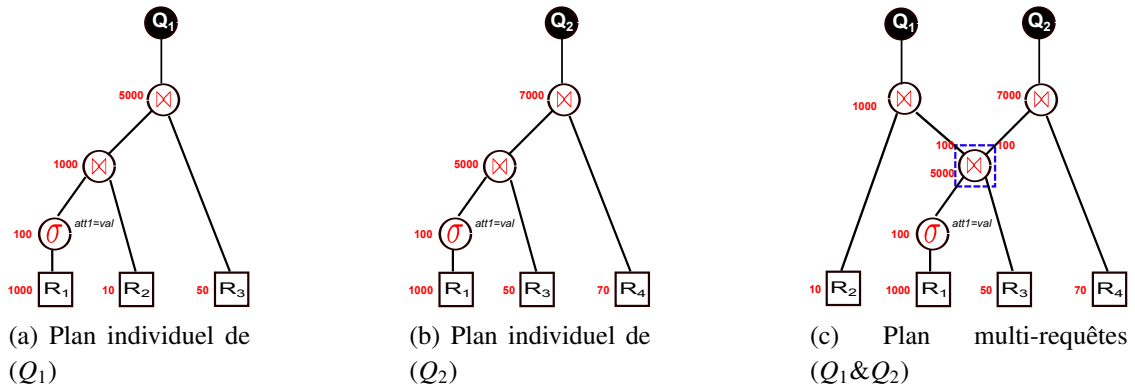 Q1
5000
1000
100
σ
att1=val
1000
R1
10
R2
50
R3
(a) Plan individuel de
(Q1)
Q2
7000
5000
100
σ
att1=val
1000
R1
50
R3
70
R4
(b) Plan individuel de
(Q2)
Q1
Q2
1000
7000
100
100
5000
100
σ
att1=val
10
R2
1000
R1
50
R3
70
R4
(c) Plan multi-requêtes
(Q1&Q2)